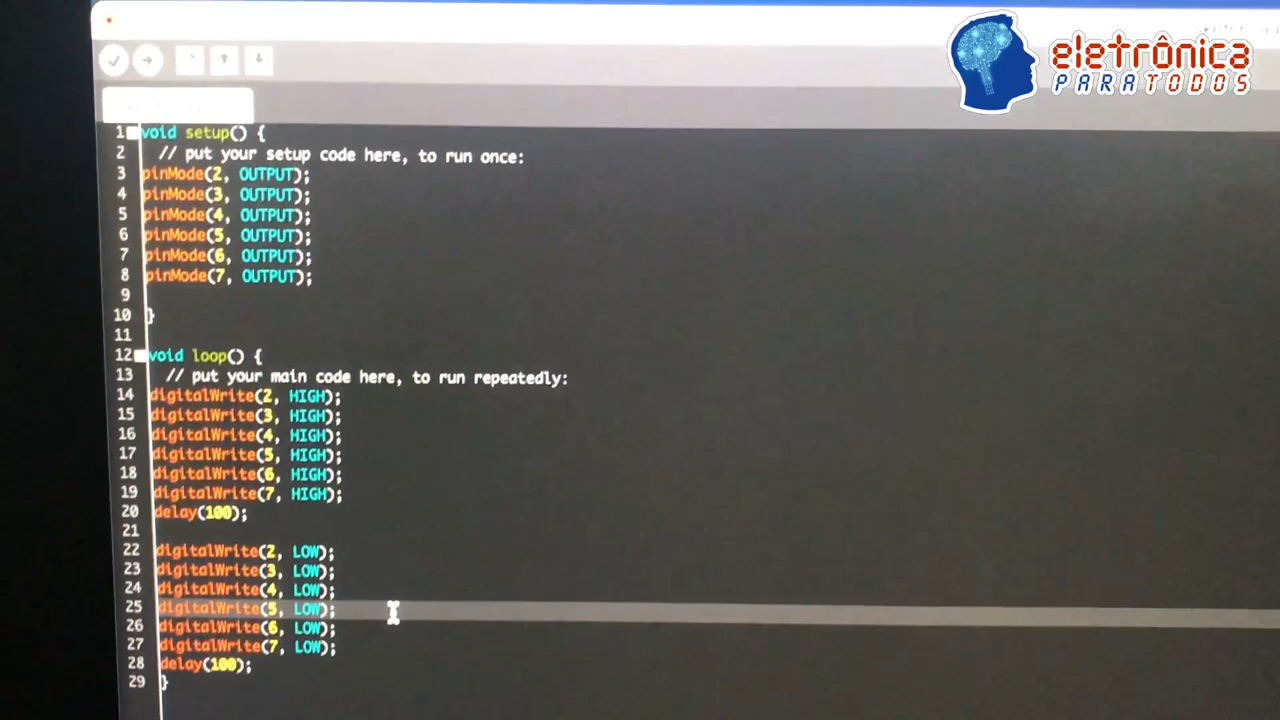 eletrônica
PARA TODOS
1 void setup() {
2 // put your setup code here, to run once:
3 pinMode(2, OUTPUT);
4 pinMode(3, OUTPUT);
5 pinMode(4, OUTPUT);
6 pinMode(5, OUTPUT);
7 pinMode(6, OUTPUT);
8 pinMode(7, OUTPUT);
9
10 }
11
12 void loop() {
13 // put your main code here, to run repeatedly:
14 digitalWrite(2, HIGH);
15 digitalWrite(3, HIGH);
16 digitalWrite(4, HIGH);
17 digitalWrite(5, HIGH);
18 digitalWrite(6, HIGH);
19 digitalWrite(7, HIGH);
20 delay(100);
21
22 digitalWrite(2, LOW);
23 digitalWrite(3, LOW);
24 digitalWrite(4, LOW);
25 digitalWrite(5, LOW);
26 digitalWrite(6, LOW);
27 digitalWrite(7, LOW);
28 delay(100);
29 }